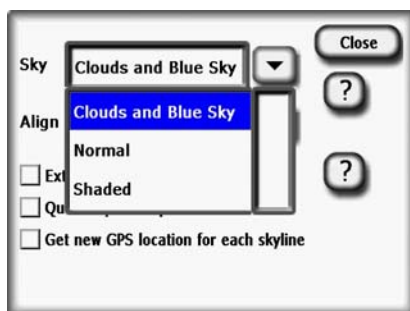 Close
Sky Clouds and Blue Sky
?
Clouds and Blue Sky
Align
Normal
?
Shaded
Get new GPS location for each skyline